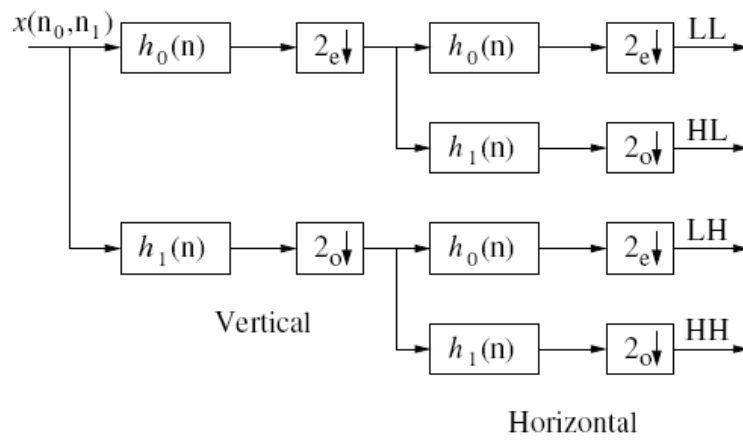 x(n₀,n₁)
h₀(n)
2ₑ↓
h₀(n)
2ₑ↓
LL
h₁(n)
2ₒ↓
HL
h₁(n)
2ₒ↓
h₀(n)
2ₑ↓
LH
Vertical
h₁(n)
2ₒ↓
HH
Horizontal